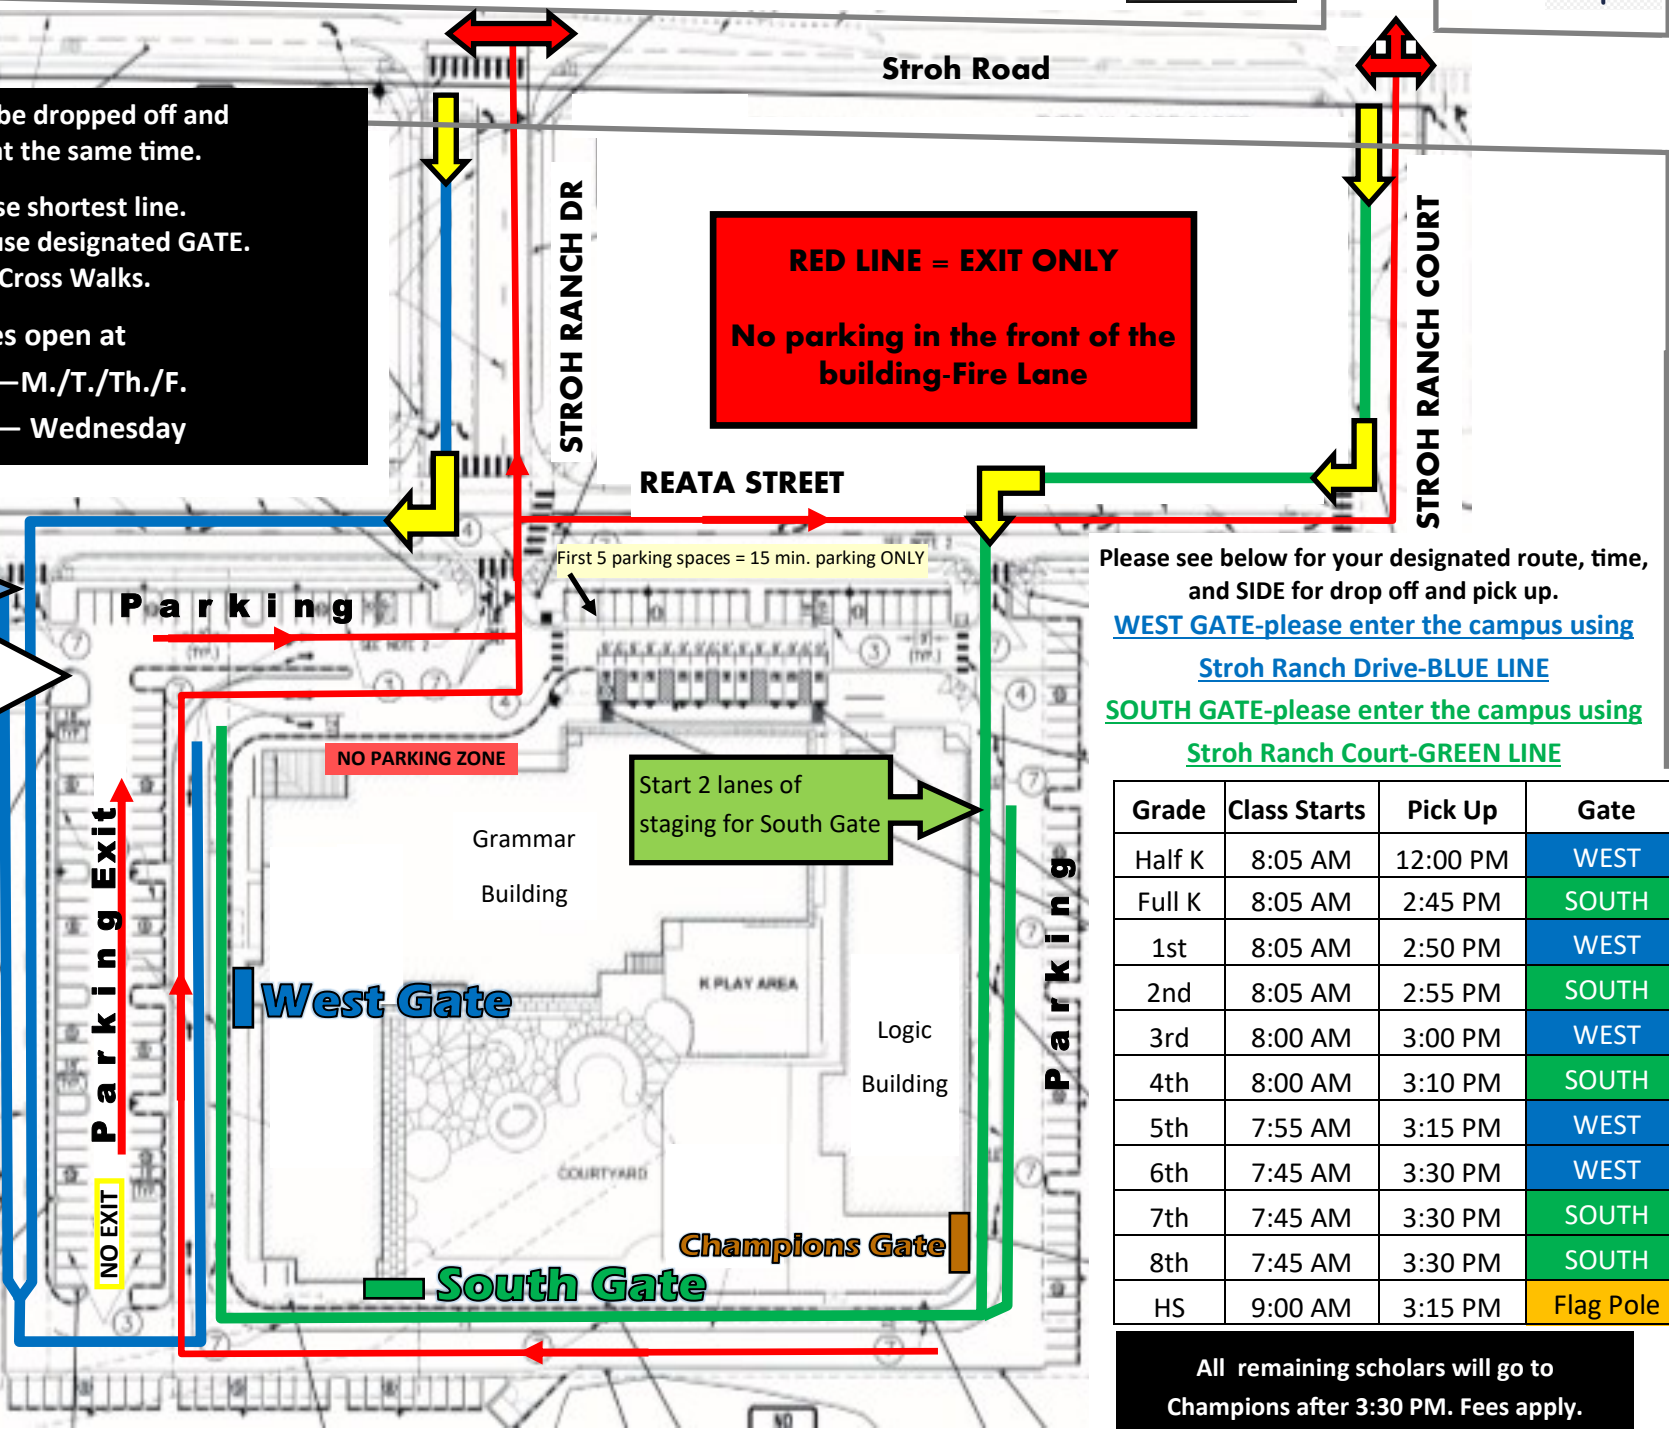 Stroh Road
be dropped off and
at the same time.
se shortest line.
use designated GATE.
Cross Walks.
es open at
—M./T./Th./F.
— Wednesday
STROH RANCH DR
RED LINE = EXIT ONLY
No parking in the front of the
building-Fire Lane
STROH RANCH COURT
REATA STREET
First 5 parking spaces = 15 min. parking ONLY
Parking
SEE NOTE 2
(TYP.)
(TYP.)
NO PARKING ZONE
Start 2 lanes of
staging for South Gate
Grammar
Building
Parking Exit
NO EXIT
West Gate
K PLAY AREA
Logic
Building
COURTYARD
Champions Gate
South Gate
Parking
NO
Please see below for your designated route, time,
and SIDE for drop off and pick up.
WEST GATE-please enter the campus using
Stroh Ranch Drive-BLUE LINE
SOUTH GATE-please enter the campus using
Stroh Ranch Court-GREEN LINE
Grade Class Starts Pick Up Gate
Half K 8:05 AM 12:00 PM WEST
Full K 8:05 AM 2:45 PM SOUTH
1st 8:05 AM 2:50 PM WEST
2nd 8:05 AM 2:55 PM SOUTH
3rd 8:00 AM 3:00 PM WEST
4th 8:00 AM 3:10 PM SOUTH
5th 7:55 AM 3:15 PM WEST
6th 7:45 AM 3:30 PM WEST
7th 7:45 AM 3:30 PM SOUTH
8th 7:45 AM 3:30 PM SOUTH
HS 9:00 AM 3:15 PM Flag Pole
All remaining scholars will go to
Champions after 3:30 PM. Fees apply.